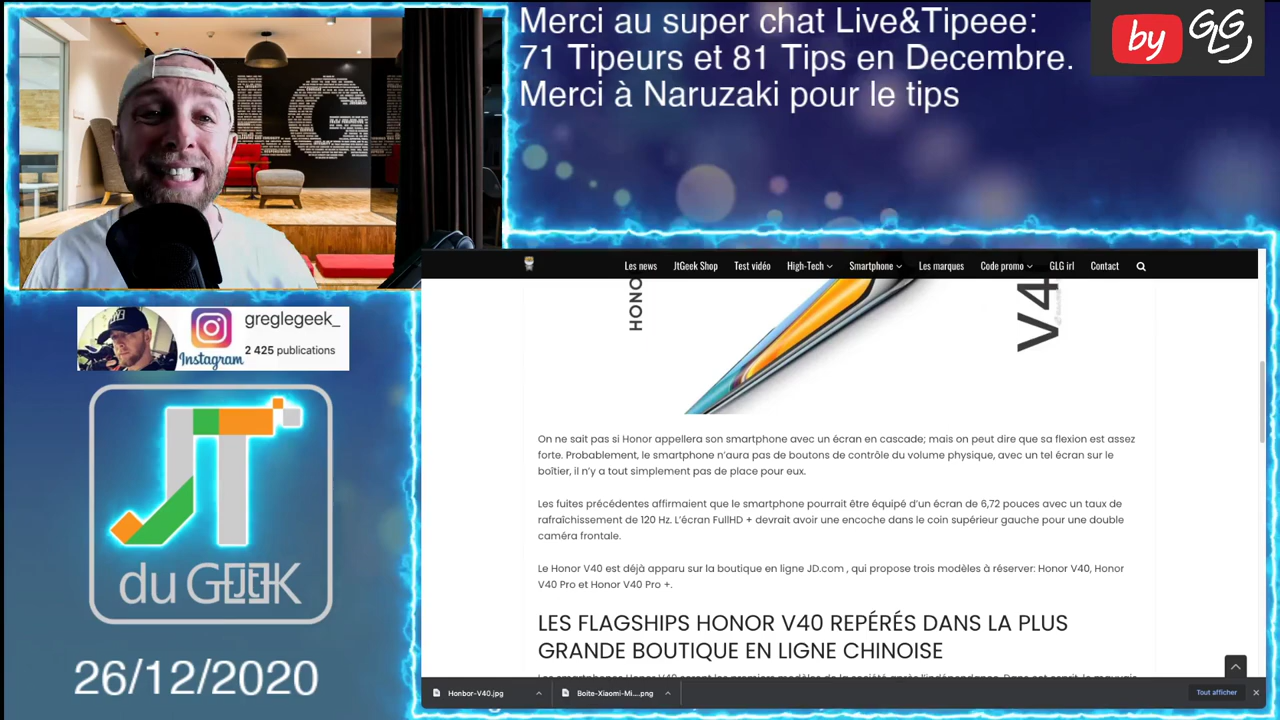 Merci au super chat Live&Tipeee:
71 Tipeurs et 81 Tips en Decembre.
Merci à Naruzaki pour le tips
by GLG
greglegeek_
2 425 publications
Instagram
JT
du GEEK
26/12/2020
Les news JtGeek Shop Test vidéo High-Tech Smartphone Les marques Code promo GLG irl Contact
HONO
V4
On ne sait pas si Honor appellera son smartphone avec un écran en cascade; mais on peut dire que sa flexion est assez
forte. Probablement, le smartphone n'aura pas de boutons de contrôle du volume physique, avec un tel écran sur le
boîtier, il n'y a tout simplement pas de place pour eux.
Les fuites précédentes affirmaient que le smartphone pourrait être équipé d'un écran de 6,72 pouces avec un taux de
rafraîchissement de 120 Hz. L'écran FullHD + devrait avoir une encoche dans le coin supérieur gauche pour une double
caméra frontale.
Le Honor V40 est déjà apparu sur la boutique en ligne JD.com , qui propose trois modèles à réserver: Honor V40, Honor
V40 Pro et Honor V40 Pro +.
LES FLAGSHIPS HONOR V40 REPÉRÉS DANS LA PLUS
GRANDE BOUTIQUE EN LIGNE CHINOISE
Honbor-V40.jpg
Boite-Xiaomi-Mi....png
Tout afficher